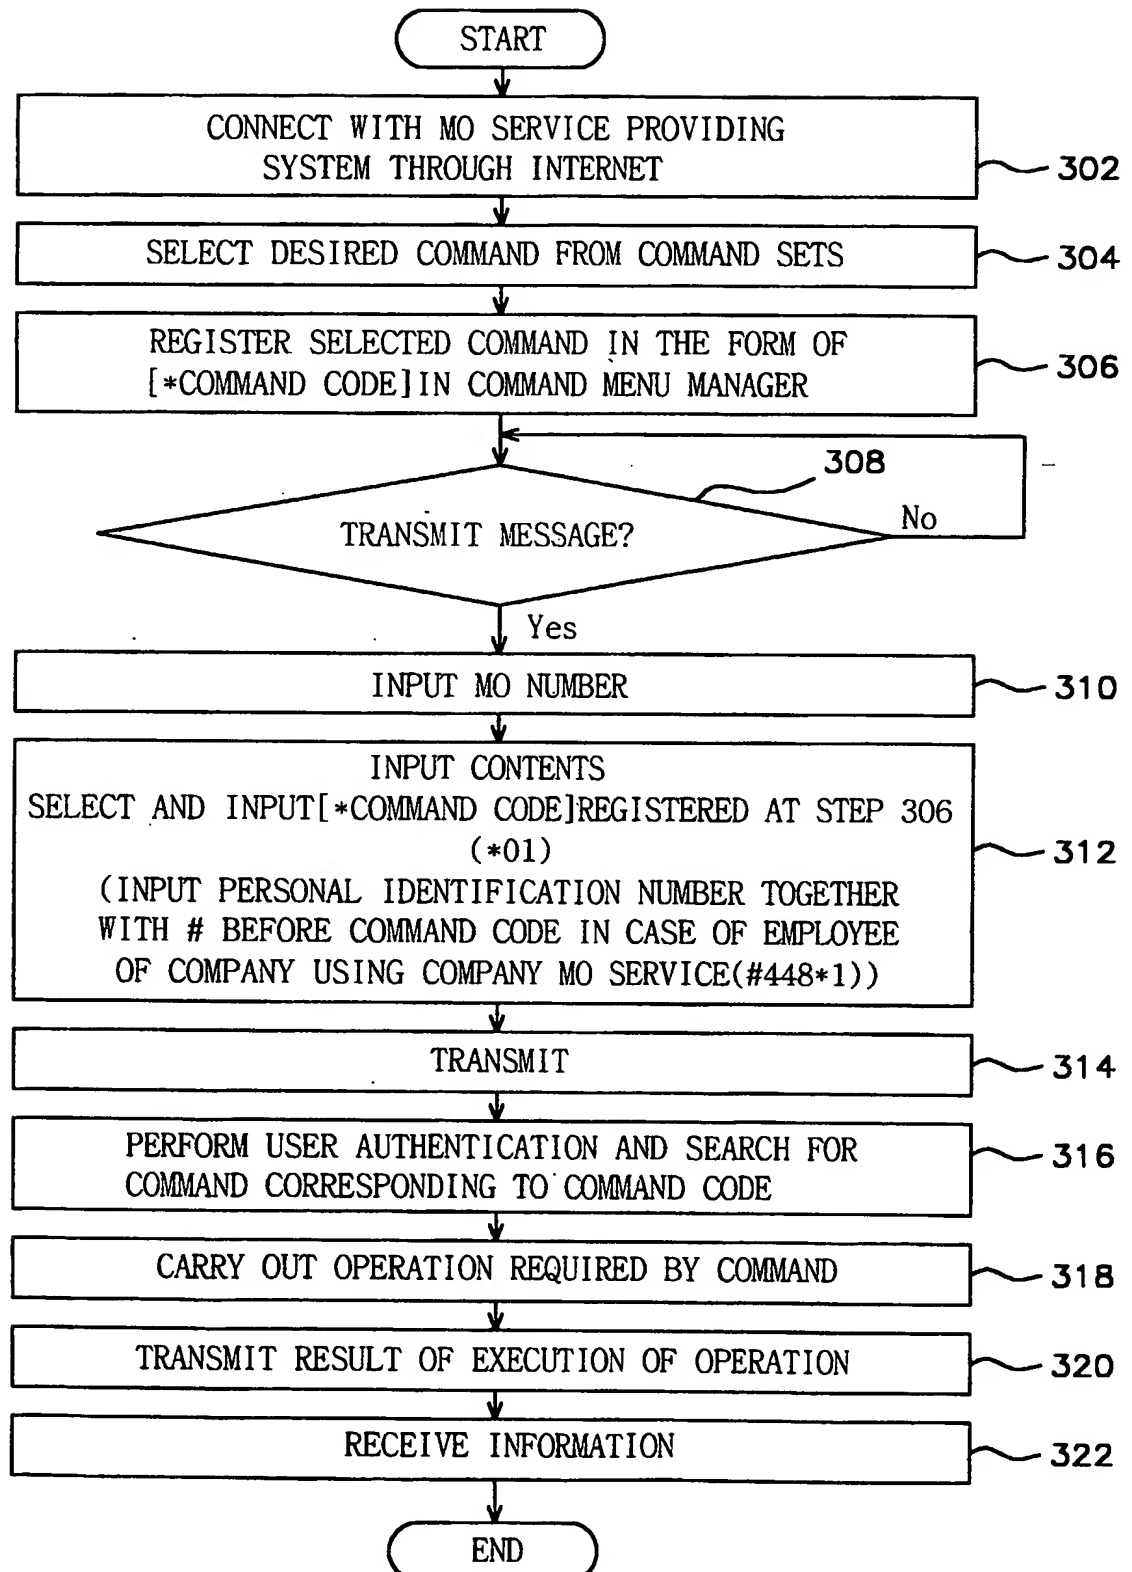 START
CONNECT WITH MO SERVICE PROVIDING
SYSTEM THROUGH INTERNET
302
SELECT DESIRED COMMAND FROM COMMAND SETS
304
REGISTER SELECTED COMMAND IN THE FORM OF
[*COMMAND CODE]IN COMMAND MENU MANAGER
306
308
TRANSMIT MESSAGE?
No
Yes
INPUT MO NUMBER
310
INPUT CONTENTS
SELECT AND INPUT[*COMMAND CODE]REGISTERED AT STEP 306
(*01)
(INPUT PERSONAL IDENTIFICATION NUMBER TOGETHER
WITH # BEFORE COMMAND CODE IN CASE OF EMPLOYEE
OF COMPANY USING COMPANY MO SERVICE(#448*1))
312
TRANSMIT
314
PERFORM USER AUTHENTICATION AND SEARCH FOR
COMMAND CORRESPONDING TO COMMAND CODE
316
CARRY OUT OPERATION REQUIRED BY COMMAND
318
TRANSMIT RESULT OF EXECUTION OF OPERATION
320
RECEIVE INFORMATION
322
END